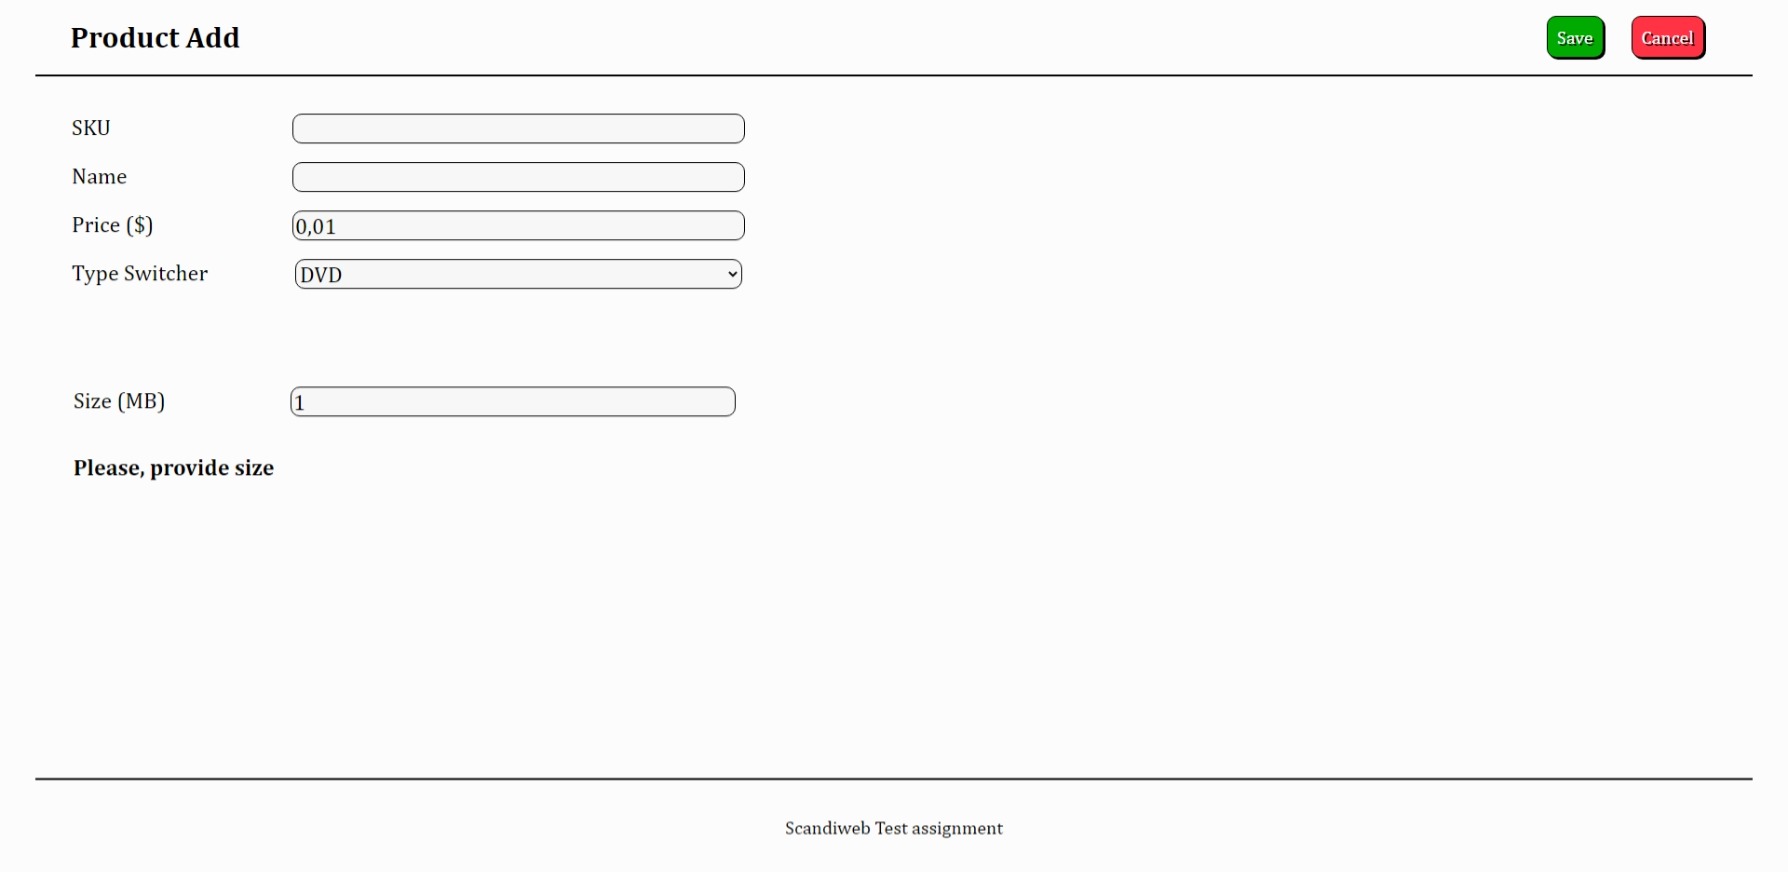 Product Add
Save
Cancel
SKU
Name
Price ($)
0,01
Type Switcher
DVD
Size (MB)
1
Please, provide size
Scandiweb Test assignment